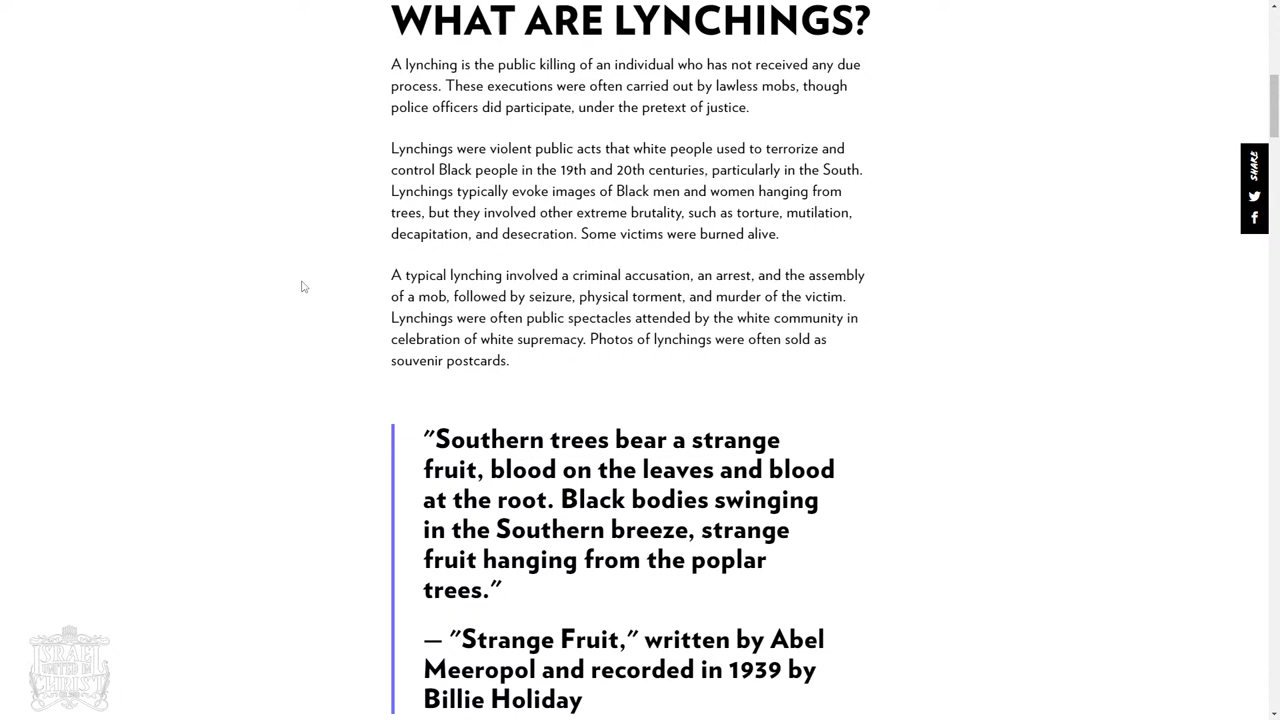 WHAT ARE LYNCHINGS?
A lynching is the public killing of an individual who has not received any due
process. These executions were often carried out by lawless mobs, though
police officers did participate, under the pretext of justice.
Lynchings were violent public acts that white people used to terrorize and
control Black people in the 19th and 20th centuries, particularly in the South.
Lynchings typically evoke images of Black men and women hanging from
trees, but they involved other extreme brutality, such as torture, mutilation,
decapitation, and desecration. Some victims were burned alive.
A typical lynching involved a criminal accusation, an arrest, and the assembly
of a mob, followed by seizure, physical torment, and murder of the victim.
Lynchings were often public spectacles attended by the white community in
celebration of white supremacy. Photos of lynchings were often sold as
souvenir postcards.
"Southern trees bear a strange
fruit, blood on the leaves and blood
at the root. Black bodies swinging
in the Southern breeze, strange
fruit hanging from the poplar
trees."
— "Strange Fruit," written by Abel
Meeropol and recorded in 1939 by
Billie Holiday
SHARE
ISRAEL
UNITED IN
CHRIST